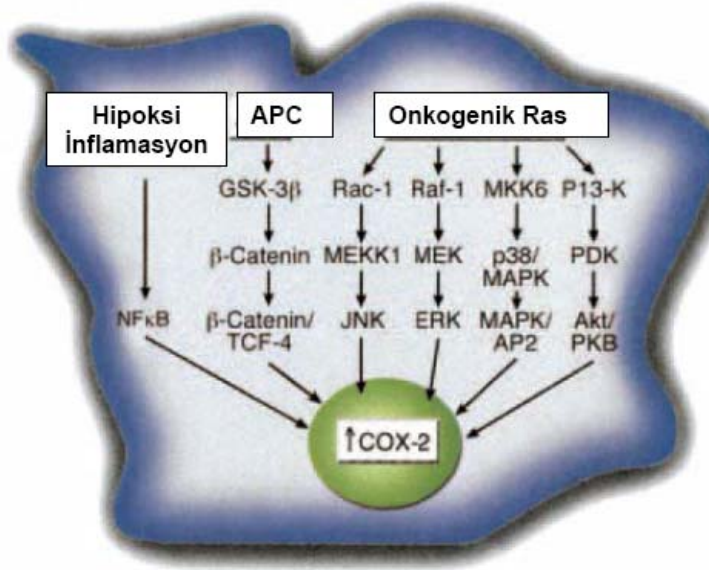 Hipoksi
İnflamasyon
APC
Onkogenik Ras
GSK-3β
Rac-1
Raf-1
MKK6
P13-K
β-Catenin
MEKK1
MEK
p38/
MAPK
PDK
NFκB
β-Catenin/
TCF-4
JNK
ERK
MAPK/
AP2
Akt/
PKB
↑COX-2